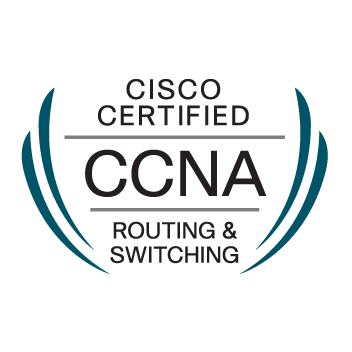 CISCO
CERTIFIED
CCNA
ROUTING &
SWITCHING